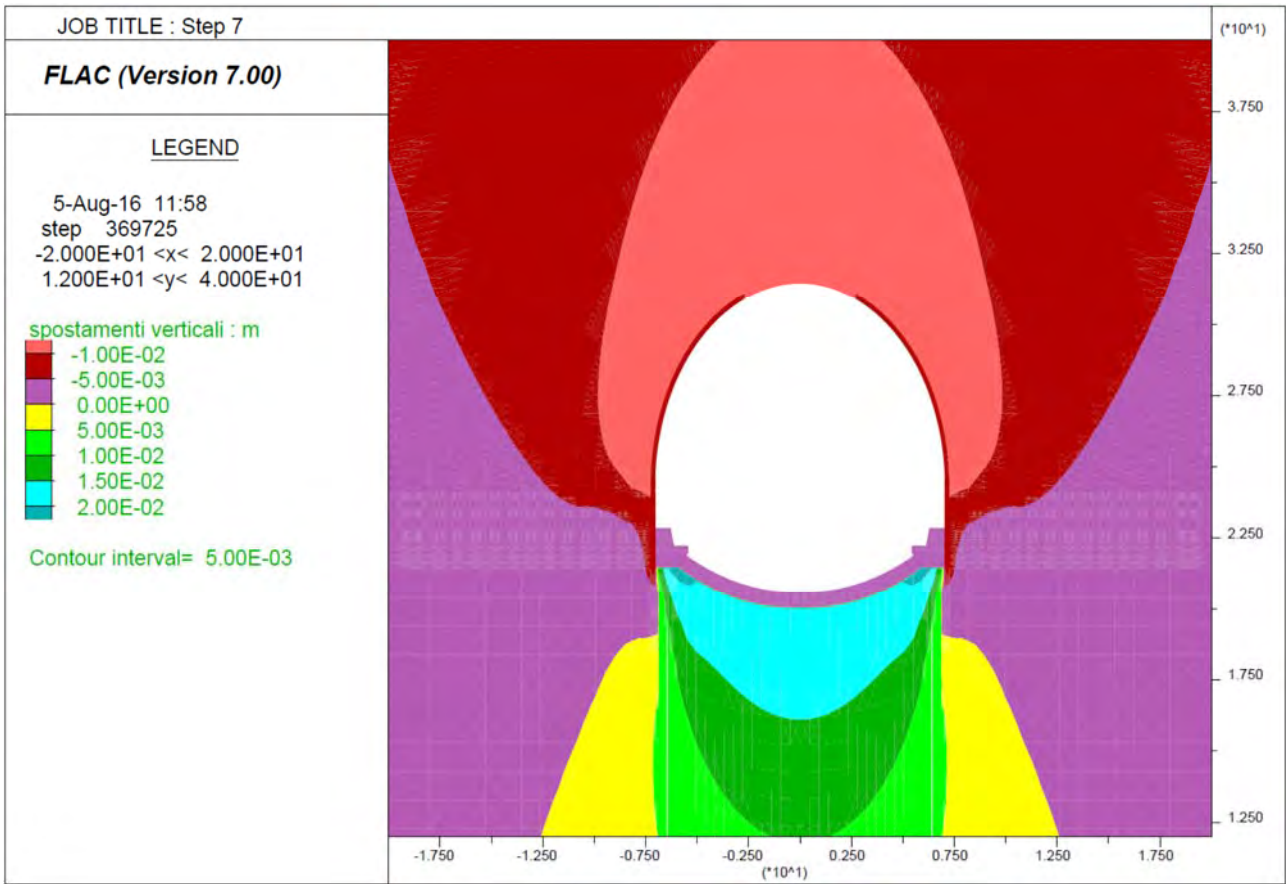 JOB TITLE : Step 7
FLAC (Version 7.00)
LEGEND
5-Aug-16 11:58
step 369725
-2.000E+01 <x< 2.000E+01
1.200E+01 <y< 4.000E+01
spostamenti verticali : m
-1.00E-02
-5.00E-03
0.00E+00
5.00E-03
1.00E-02
1.50E-02
2.00E-02
Contour interval= 5.00E-03
(*10^1)
3.750
3.250
2.750
2.250
1.750
1.250
-1.750 -1.250 -0.750 -0.250 0.250 0.750 1.250 1.750
(*10^1)